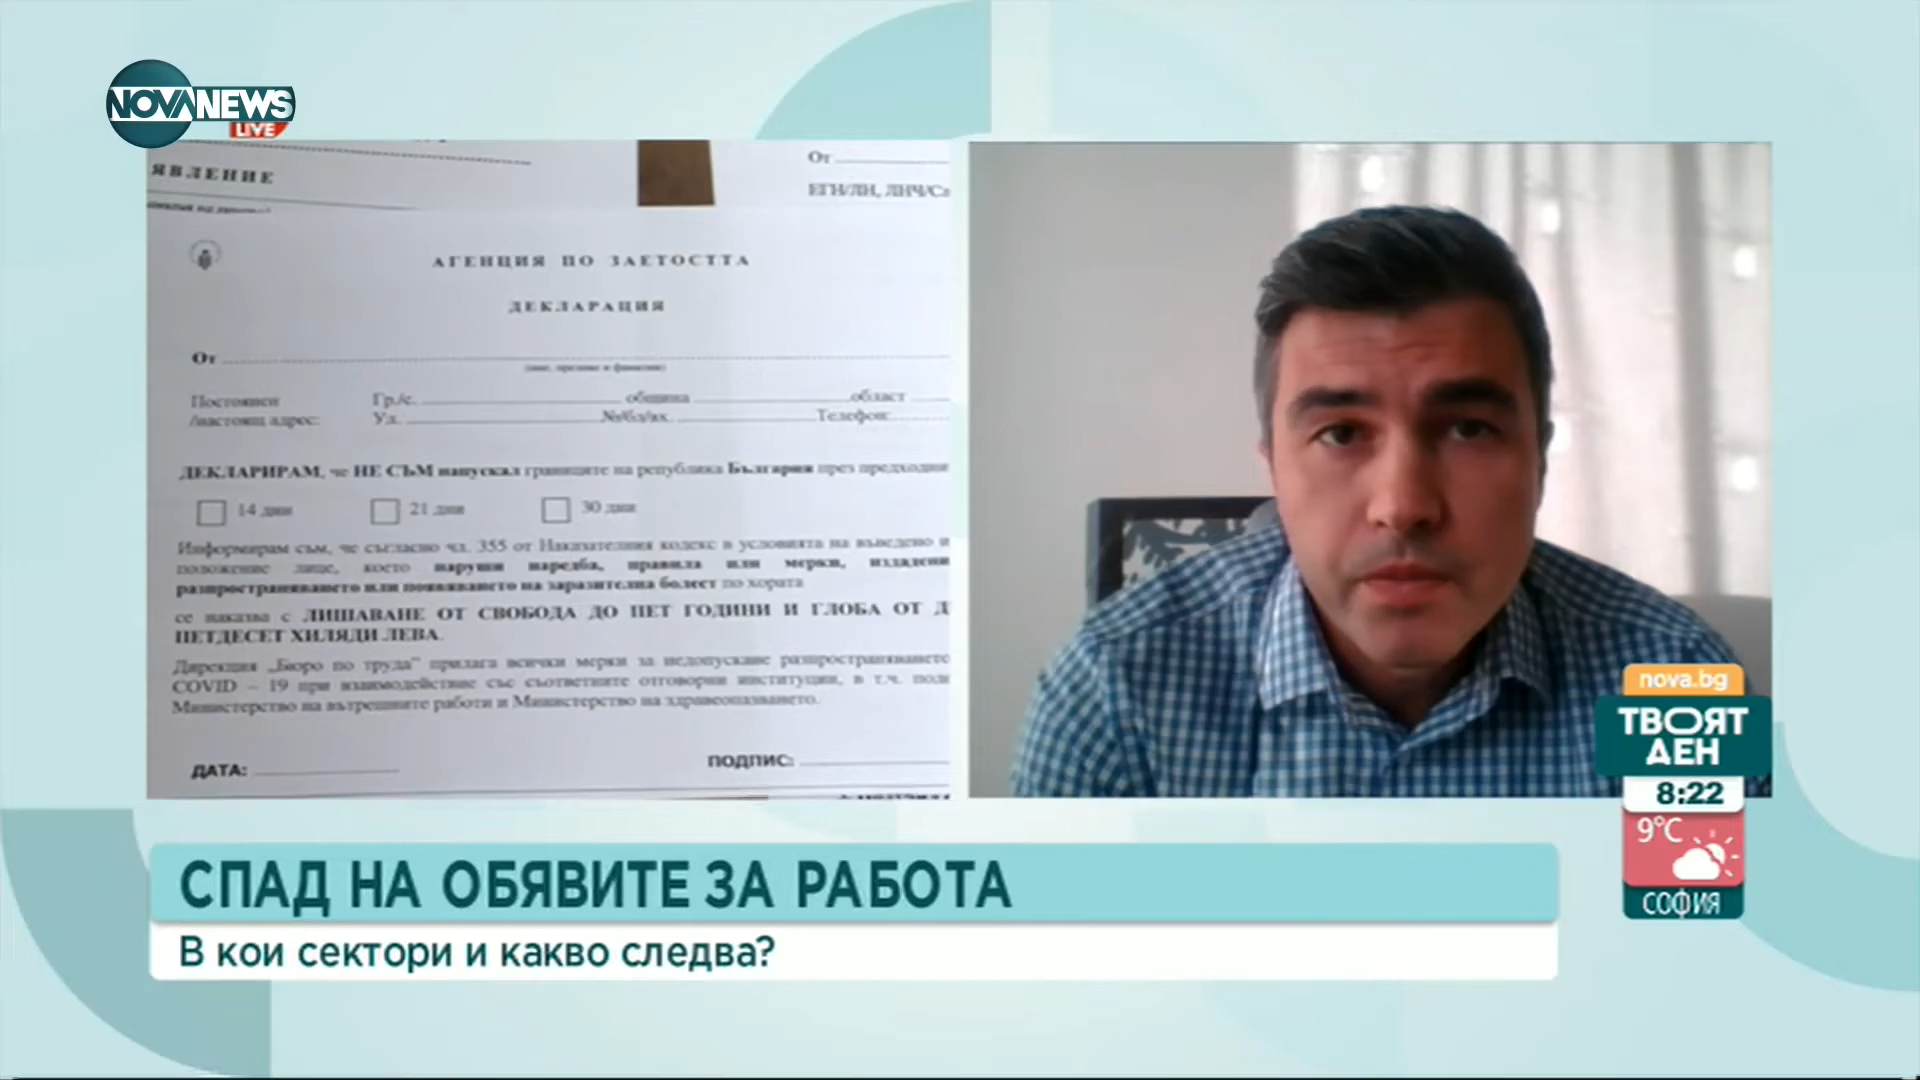 NOVANEWS
LIVE
ЯВЛЕНИЕ
От
ЕГН/ЛН, ЛНЧ/Сл
АГЕНЦИЯ ПО ЗАЕТОСТТА
ДЕКЛАРАЦИЯ
От
(име, презиме и фамилия)
Постоянен Гр./с. община област
/настоящ адрес: Ул. №/бл/вх. Телефон:
ДЕКЛАРИРАМ, че НЕ СЪМ напускал границите на република България през предходни
14 дни 21 дни 30 дни
Информирам съм, че съгласно чл. 355 от Наказателния кодекс в условията на въведено и
положение лице, което наруши наредба, правила или мерки, издадени
разпространяването или появяването на заразителна болест по хората
се наказва с ЛИШАВАНЕ ОТ СВОБОДА ДО ПЕТ ГОДИНИ И ГЛОБА ОТ Д
ПЕТДЕСЕТ ХИЛЯДИ ЛЕВА.
Дирекция „Бюро по труда" прилага всички мерки за недопускане разпространяването
COVID – 19 при взаимодействие със съответните отговорни институции, в т.ч. под
Министерство на вътрешните работи и Министерство на здравеопазването.
ДАТА: ПОДПИС:
nova.bg
ТВОЯТ
ДЕН
8:22
9°C
СОФИЯ
СПАД НА ОБЯВИТЕ ЗА РАБОТА
В кои сектори и какво следва?